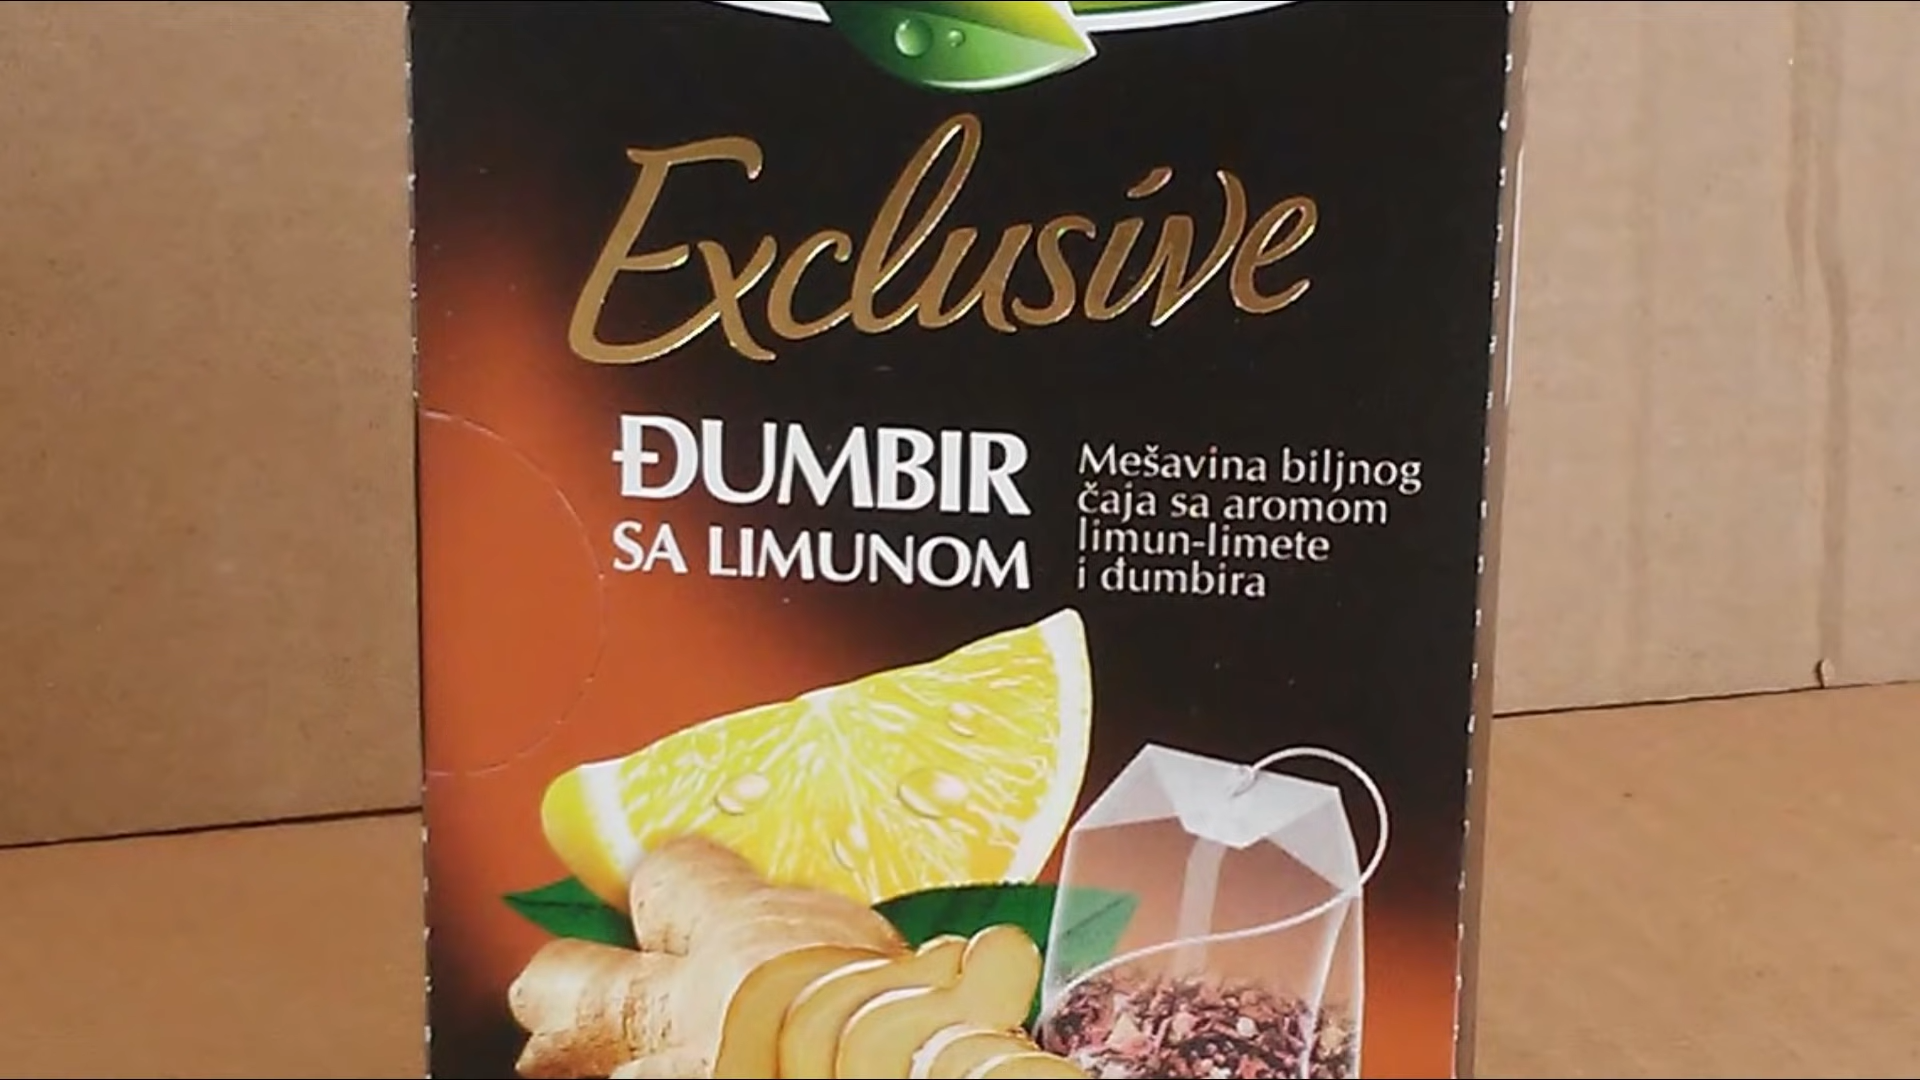 Exclusive
ĐUMBIR
SA LIMUNOM
Mešavina biljnog
čaja sa aromom
limun-limete
i đumbira